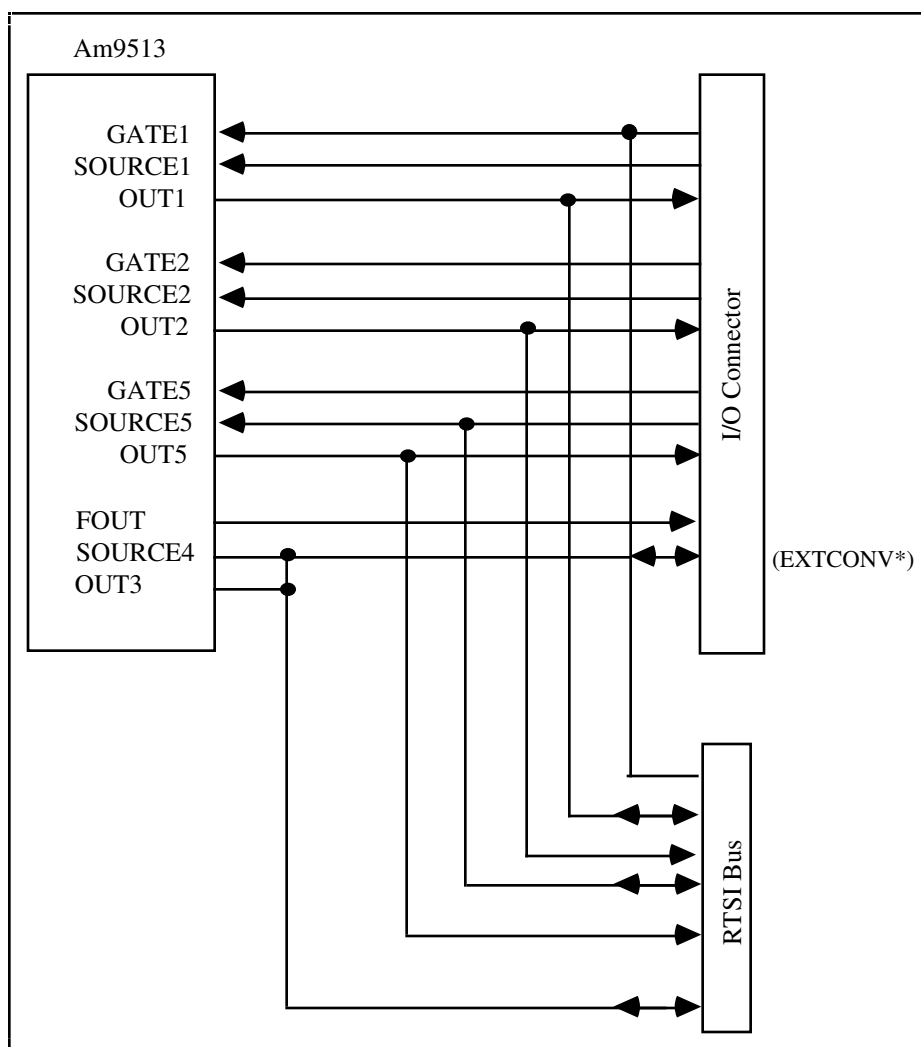 Am9513
GATE1
SOURCE1
OUT1
GATE2
SOURCE2
OUT2
GATE5
SOURCE5
OUT5
FOUT
SOURCE4
OUT3
I/O Connector
(EXTCONV*)
RTSI Bus